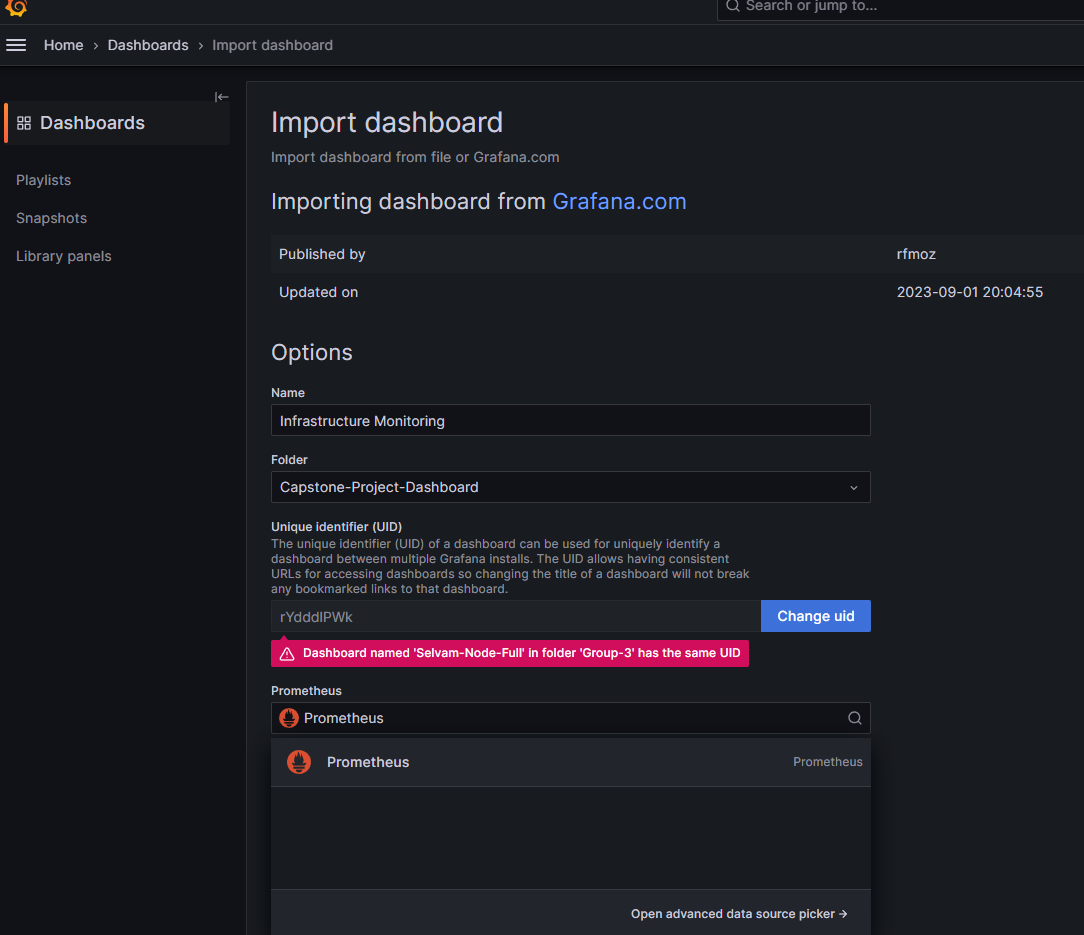 Search or jump to...
Home › Dashboards › Import dashboard
Dashboards
Playlists
Snapshots
Library panels
Import dashboard
Import dashboard from file or Grafana.com
Importing dashboard from Grafana.com
Published by rfmoz
Updated on 2023-09-01 20:04:55
Options
Name
Infrastructure Monitoring
Folder
Capstone-Project-Dashboard
Unique identifier (UID)
The unique identifier (UID) of a dashboard can be used for uniquely identify a
dashboard between multiple Grafana installs. The UID allows having consistent
URLs for accessing dashboards so changing the title of a dashboard will not break
any bookmarked links to that dashboard.
rYdddlPWk
Change uid
Dashboard named 'Selvam-Node-Full' in folder 'Group-3' has the same UID
Prometheus
Prometheus
Prometheus Prometheus
Open advanced data source picker →